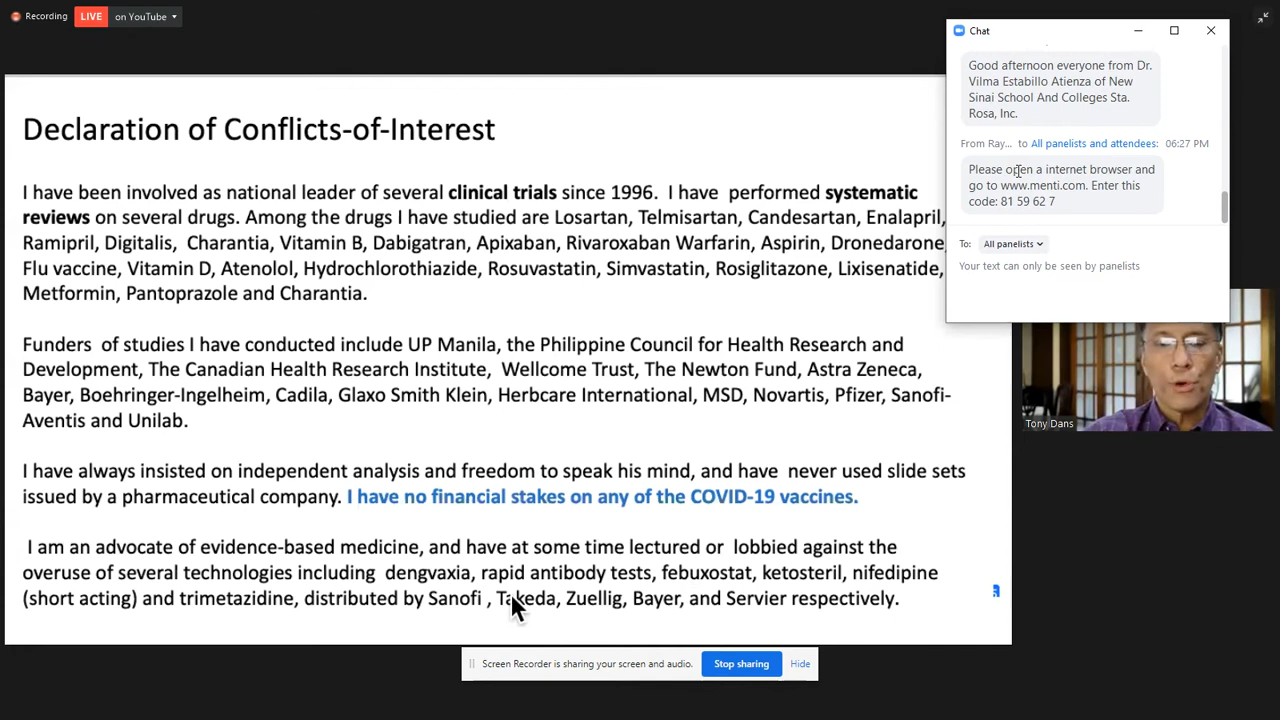 Recording
LIVE
on YouTube
Declaration of Conflicts-of-Interest
I have been involved as national leader of several clinical trials since 1996. I have performed systematic
reviews on several drugs. Among the drugs I have studied are Losartan, Telmisartan, Candesartan, Enalapril,
Ramipril, Digitalis, Charantia, Vitamin B, Dabigatran, Apixaban, Rivaroxaban Warfarin, Aspirin, Dronedarone,
Flu vaccine, Vitamin D, Atenolol, Hydrochlorothiazide, Rosuvastatin, Simvastatin, Rosiglitazone, Lixisenatide,
Metformin, Pantoprazole and Charantia.
Funders of studies I have conducted include UP Manila, the Philippine Council for Health Research and
Development, The Canadian Health Research Institute, Wellcome Trust, The Newton Fund, Astra Zeneca,
Bayer, Boehringer-Ingelheim, Cadila, Glaxo Smith Klein, Herbcare International, MSD, Novartis, Pfizer, Sanofi-
Aventis and Unilab.
I have always insisted on independent analysis and freedom to speak his mind, and have never used slide sets
issued by a pharmaceutical company. I have no financial stakes on any of the COVID-19 vaccines.
I am an advocate of evidence-based medicine, and have at some time lectured or lobbied against the
overuse of several technologies including dengvaxia, rapid antibody tests, febuxostat, ketosteril, nifedipine
(short acting) and trimetazidine, distributed by Sanofi , Takeda, Zuellig, Bayer, and Servier respectively.
Chat
Good afternoon everyone from Dr.
Vilma Estabillo Atienza of New
Sinai School And Colleges Sta.
Rosa, Inc.
From Ray... to All panelists and attendees: 06:27 PM
Please open a internet browser and
go to www.menti.com. Enter this
code: 81 59 62 7
To: All panelists
Your text can only be seen by panelists
Tony Dans
Screen Recorder is sharing your screen and audio. Stop sharing Hide